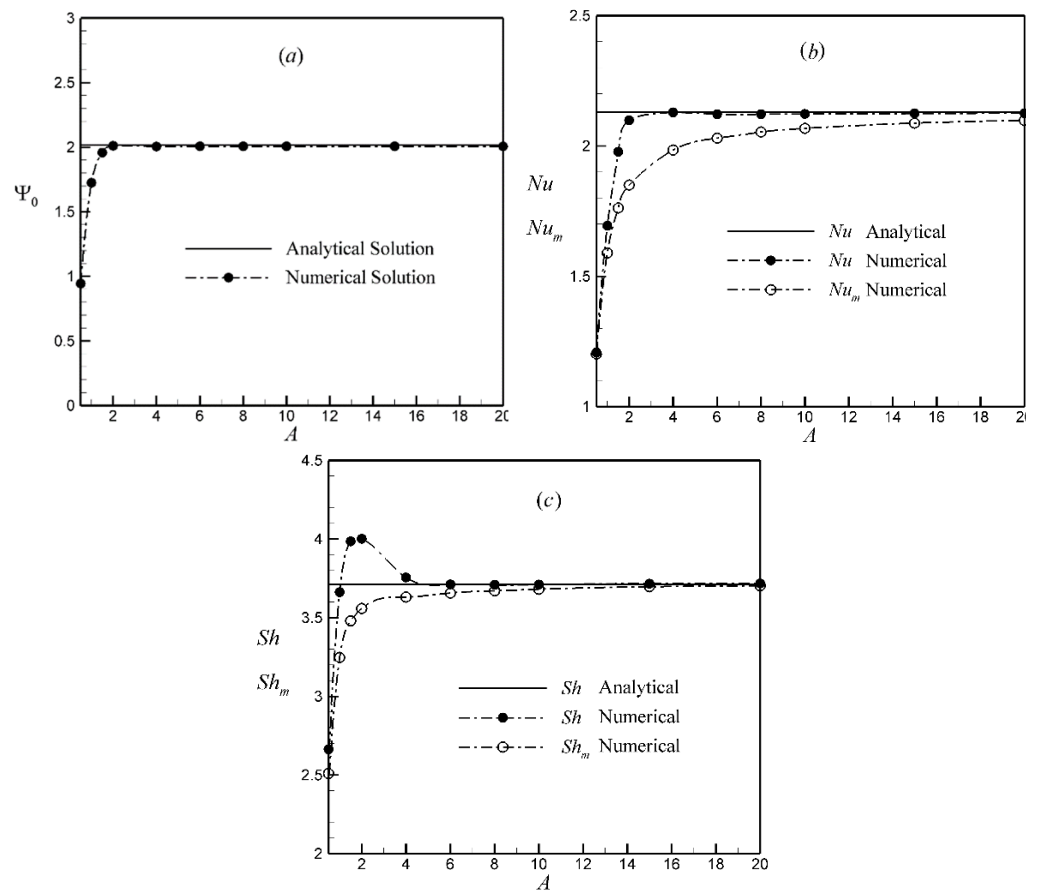 (a)
3
2.5
2
1.5
1
0.5
0
Ψ0
Analytical Solution
Numerical Solution
2 4 6 8 10 12 14 16 18 20
A
(b)
2.5
2
1.5
1
Nu
Num
Nu Analytical
Nu Numerical
Num Numerical
2 4 6 8 10 12 14 16 18 20
A
(c)
4.5
4
3.5
3
2.5
2
Sh
Shm
Sh Analytical
Sh Numerical
Shm Numerical
2 4 6 8 10 12 14 16 18 20
A